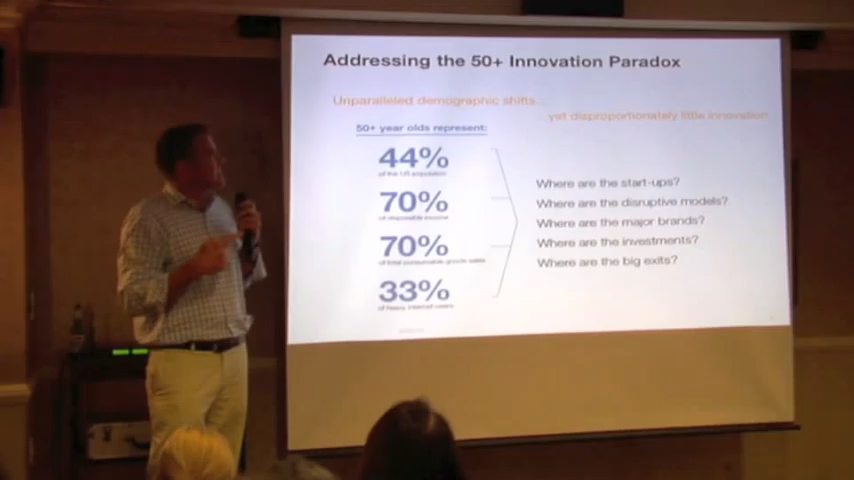 Addressing the 50+ Innovation Paradox
Unparalleled demographic shifts...
...yet disproportionately little innovation
50+ year olds represent:
44%
of the US population
70%
of disposable income
70%
of total consumable goods sales
33%
of heavy internet users
Where are the start-ups?
Where are the disruptive models?
Where are the major brands?
Where are the investments?
Where are the big exits?